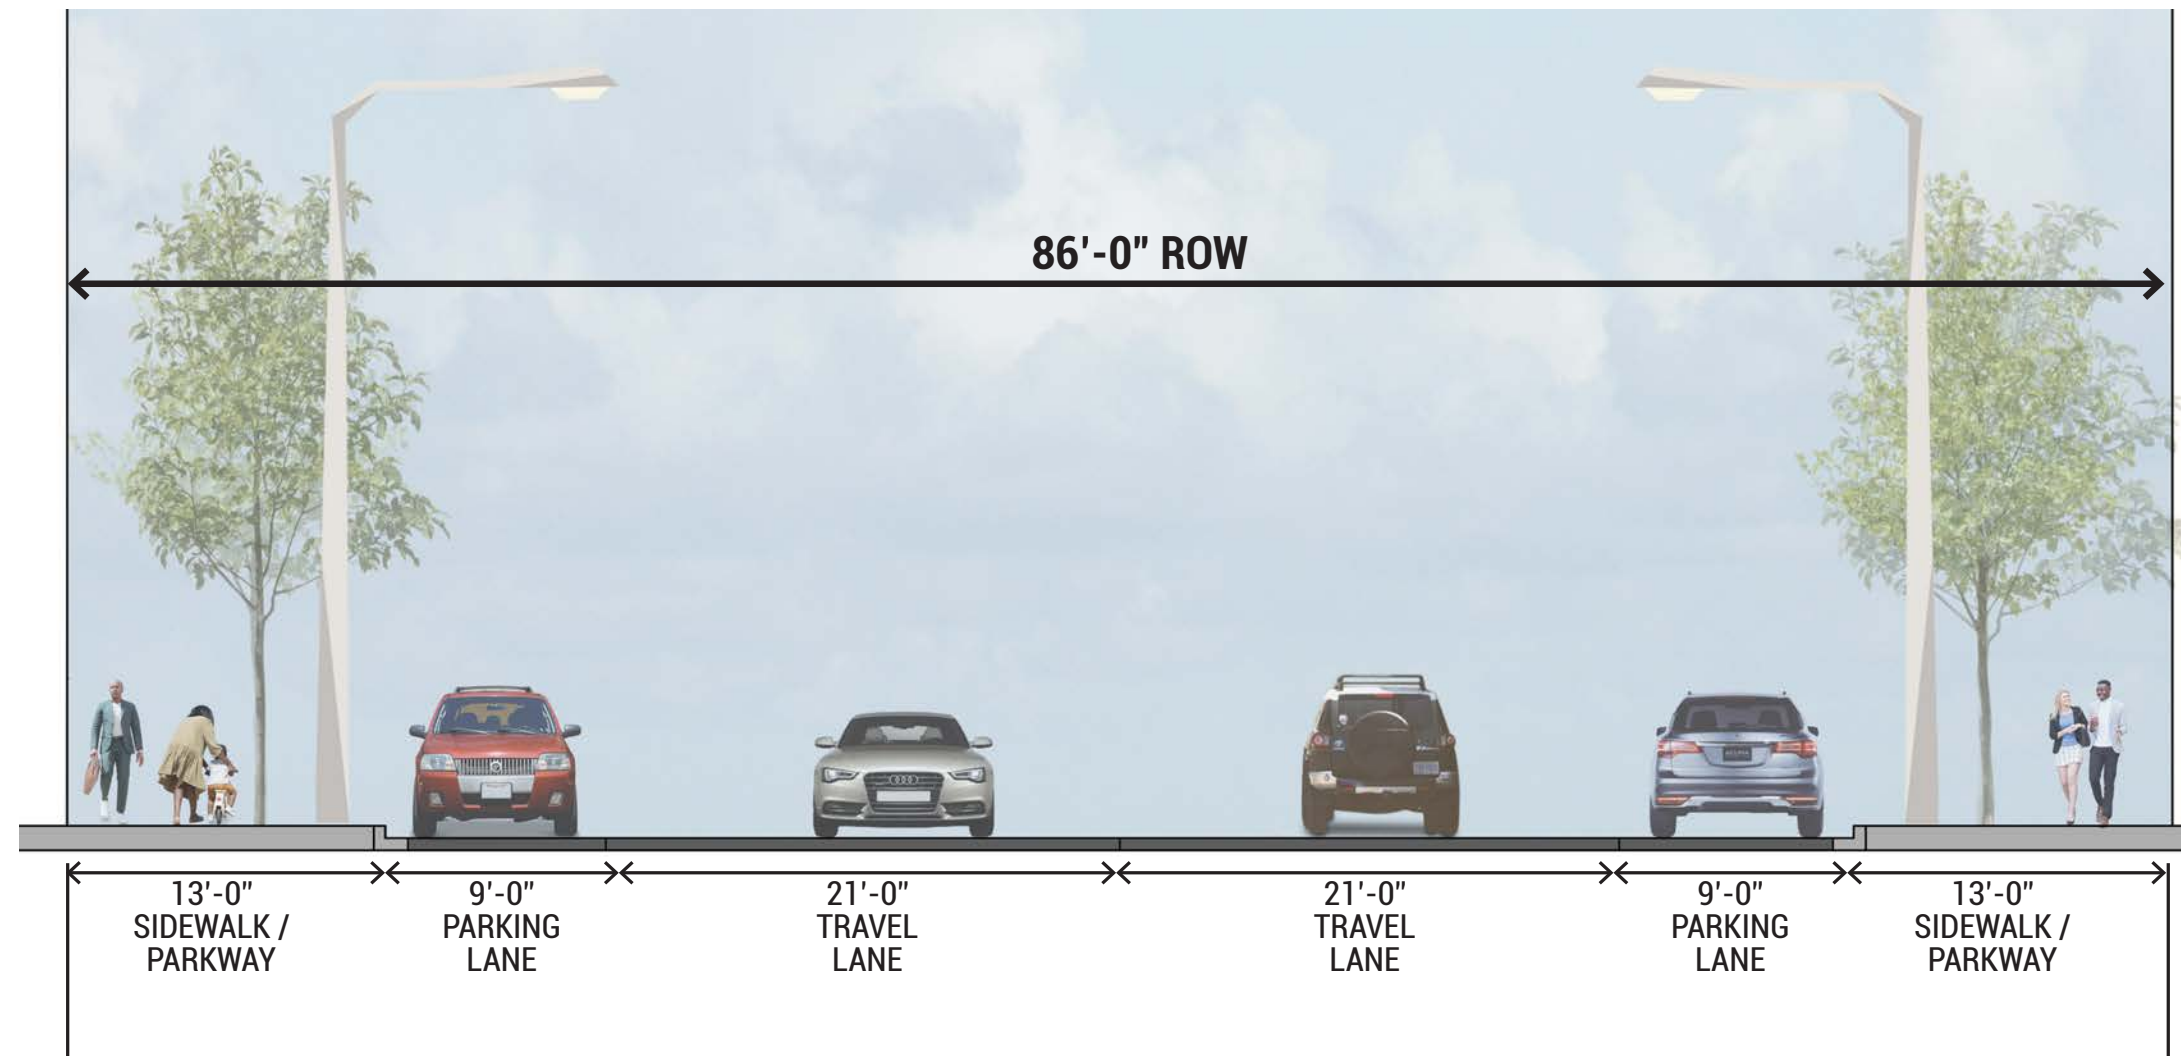 86'-0" ROW
13'-0"
SIDEWALK /
PARKWAY
9'-0"
PARKING
LANE
21'-0"
TRAVEL
LANE
21'-0"
TRAVEL
LANE
9'-0"
PARKING
LANE
13'-0"
SIDEWALK /
PARKWAY